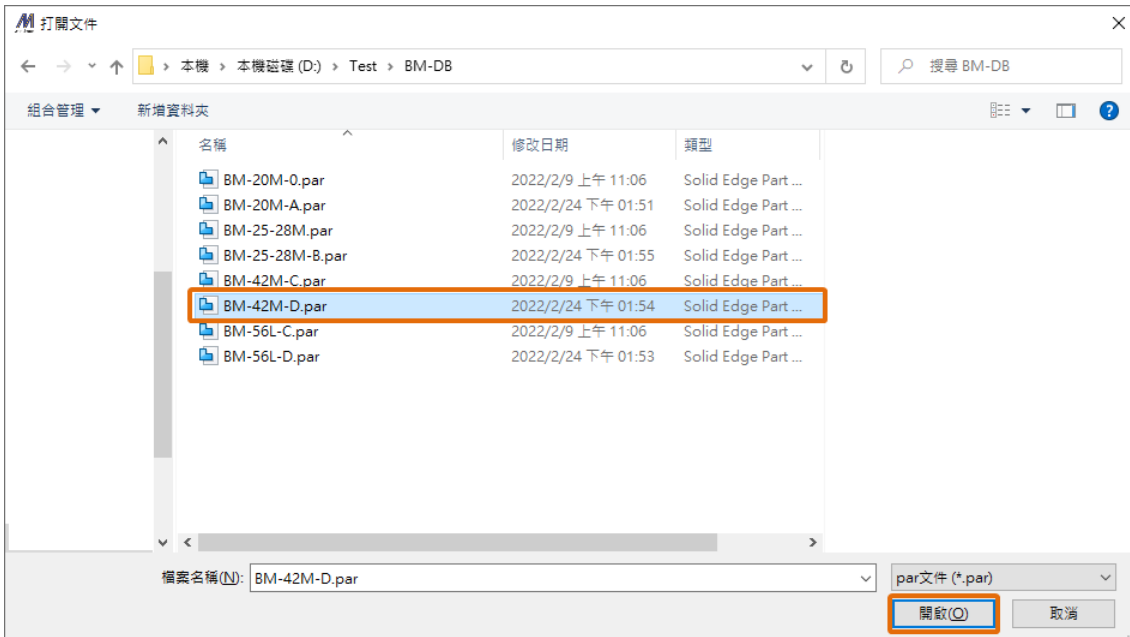 打開文件
本機 › 本機磁碟 (D:) › Test › BM-DB
搜尋 BM-DB
組合管理
新增資料夾
名稱 修改日期 類型
BM-20M-0.par 2022/2/9 上午 11:06 Solid Edge Part ...
BM-20M-A.par 2022/2/24 下午 01:51 Solid Edge Part ...
BM-25-28M.par 2022/2/9 上午 11:06 Solid Edge Part ...
BM-25-28M-B.par 2022/2/24 下午 01:55 Solid Edge Part ...
BM-42M-C.par 2022/2/9 上午 11:06 Solid Edge Part ...
BM-42M-D.par 2022/2/24 下午 01:54 Solid Edge Part ...
BM-56L-C.par 2022/2/9 上午 11:06 Solid Edge Part ...
BM-56L-D.par 2022/2/24 下午 01:53 Solid Edge Part ...
檔案名稱(N): BM-42M-D.par
par文件 (*.par)
開啟(O) 取消